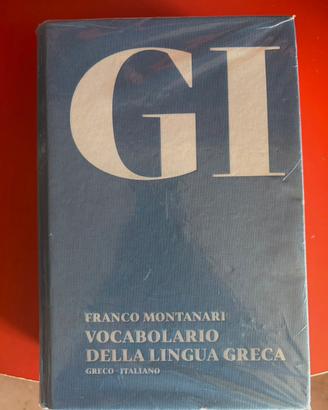 GI
FRANCO MONTANARI
VOCABOLARIO
DELLA LINGUA GRECA
GRECO - ITALIANO